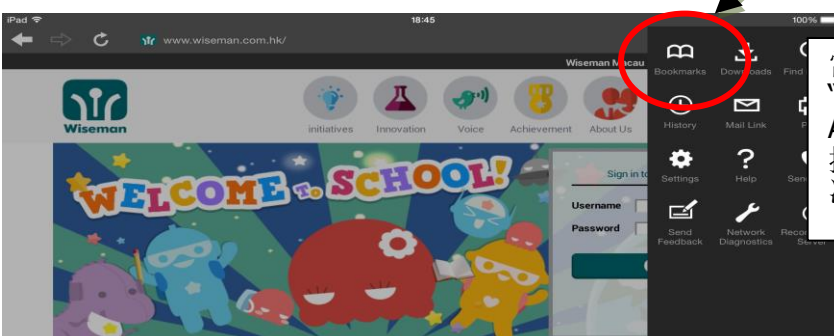 iPad 18:45 100%
www.wiseman.com.hk/
Wiseman Macau
Wiseman
initiatives Innovation Voice Achievement About Us
WELCOME TO SCHOOL!
Sign in to
Username
Password
Bookmarks Downloads Find
History Mail Link
Settings Help
Send Feedback Network Diagnostics